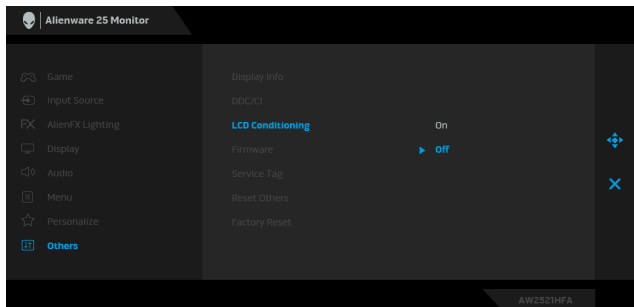 Alienware 25 Monitor
Game
Input Source
AlienFX Lighting
Display
Audio
Menu
Personalize
Others
Display Info
DDC/CI
LCD Conditioning
On
Firmware
Off
Service Tag
Reset Others
Factory Reset
AW2521HFA